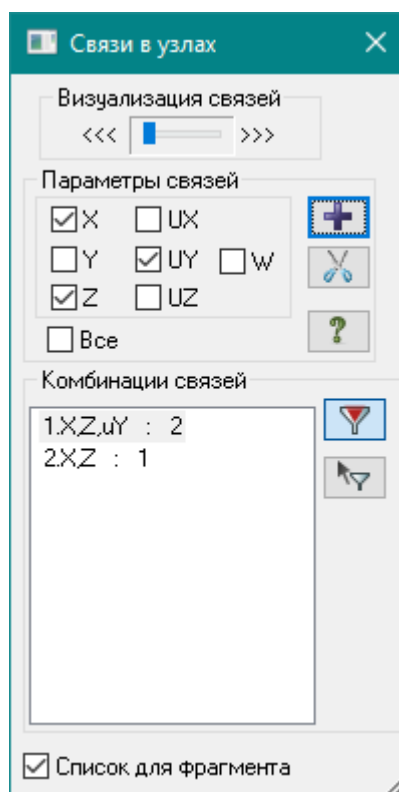 Связи в узлах
Визуализация связей
<<< >>>
Параметры связей
X UX
Y UY W
Z UZ
Все
?
Комбинации связей
1.X,Z,uY : 2
2.X,Z : 1
Список для фрагмента